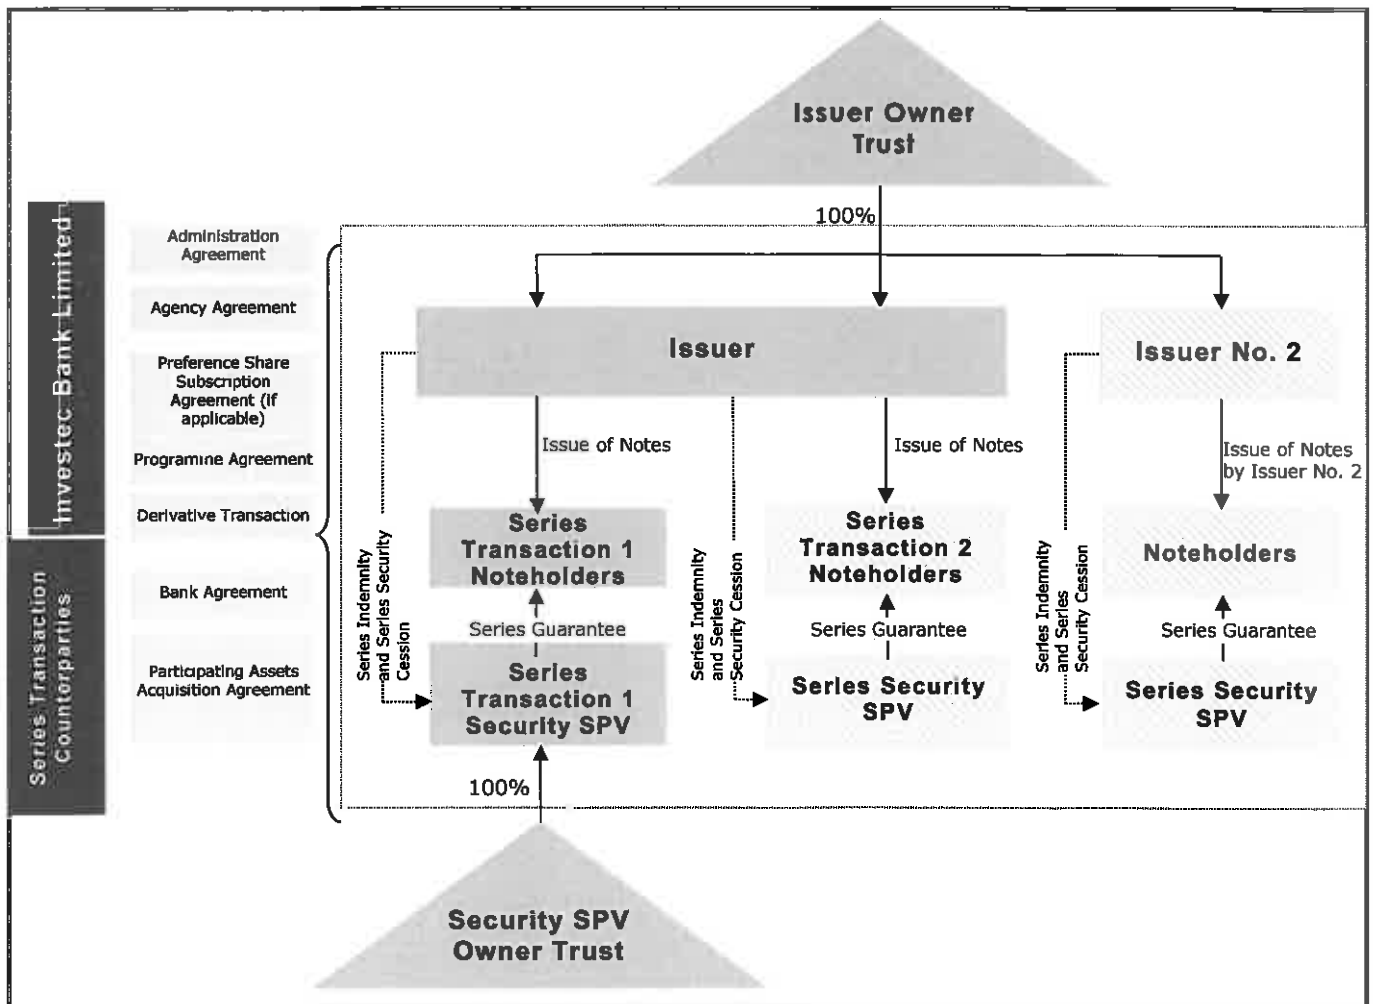 Issuer Owner
Trust
100%
Investec Bank Limited
Series Transaction
Counterparties
Administration
Agreement
Agency Agreement
Preference Share
Subscription
Agreement (if
applicable)
Programine Agreement
Derivative Transaction
Bank Agreement
Participating Assets
Acquisition Agreement
Issuer
Issuer No. 2
Issue of Notes
Issue of Notes
Issue of Notes
by Issuer No. 2
Series Indemnity
and Series Security
Cession
Series
Transaction 1
Noteholders
Series Guarantee
Series
Transaction 1
Security SPV
Series Indemnity
and Series
Security Cession
Series
Transaction 2
Noteholders
Series Guarantee
Series Security
SPV
Series Indemnity
and Series
Security Cession
Noteholders
Series Guarantee
Series Security
SPV
100%
Security SPV
Owner Trust